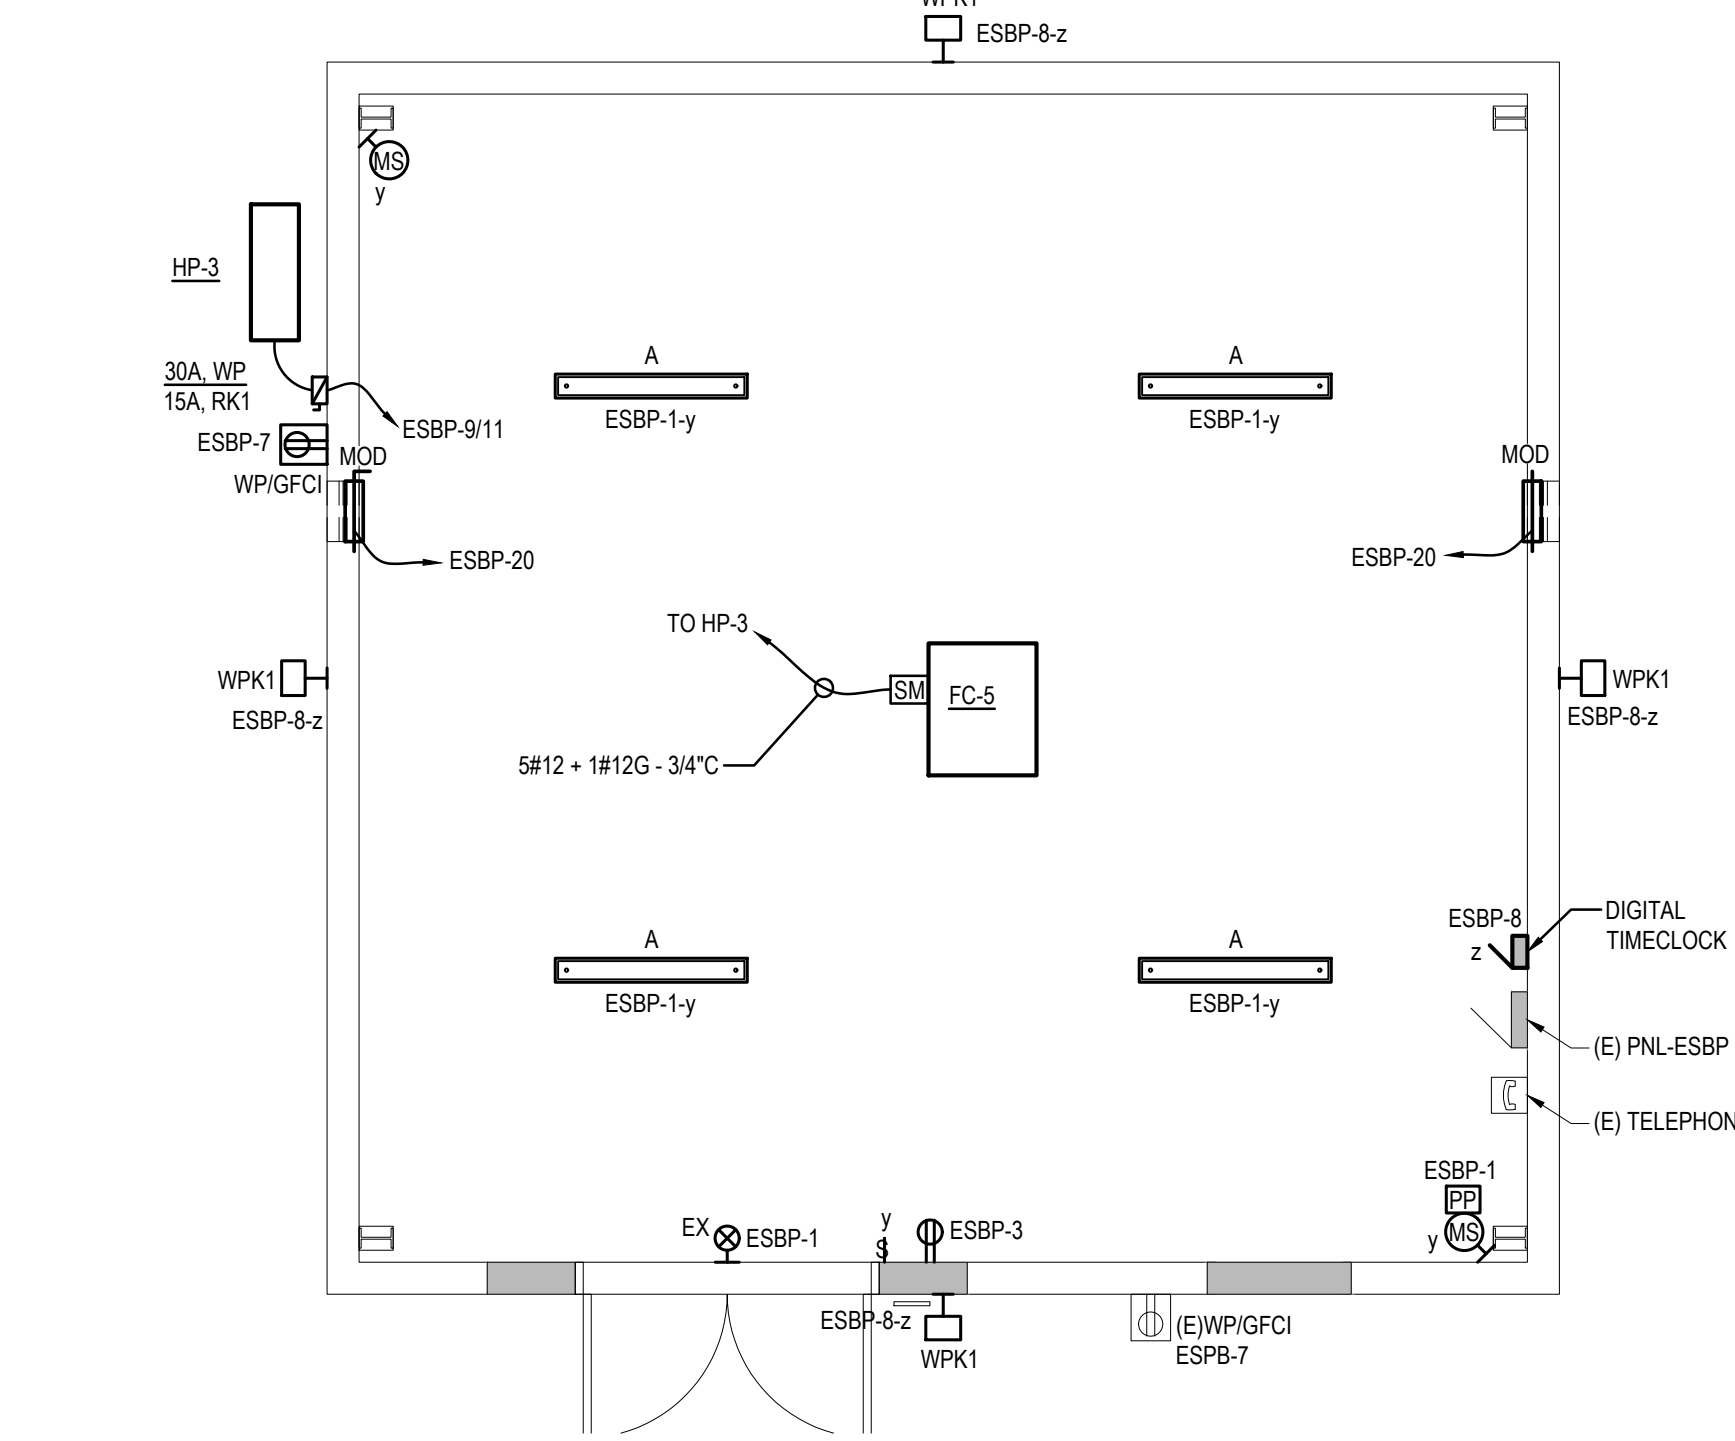 WPK1
ESBP-8-z
MS
y
HP-3
30A, WP
15A, RK1
ESBP-9/11
ESBP-7
WP/GFCI
MOD
MOD
ESBP-20
ESBP-20
A
ESBP-1-y
A
ESBP-1-y
TO HP-3
SM
FC-5
5#12 + 1#12G - 3/4"C
WPK1
ESBP-8-z
WPK1
ESBP-8-z
A
ESBP-1-y
A
ESBP-1-y
ESBP-8
z
DIGITAL
TIMECLOCK
(E) PNL-ESBP
(E) TELEPHON
ESBP-1
PP
MS
y
EX
ESBP-1
y
S
ESBP-3
ESBP-8-z
WPK1
(E)WP/GFCI
ESPB-7